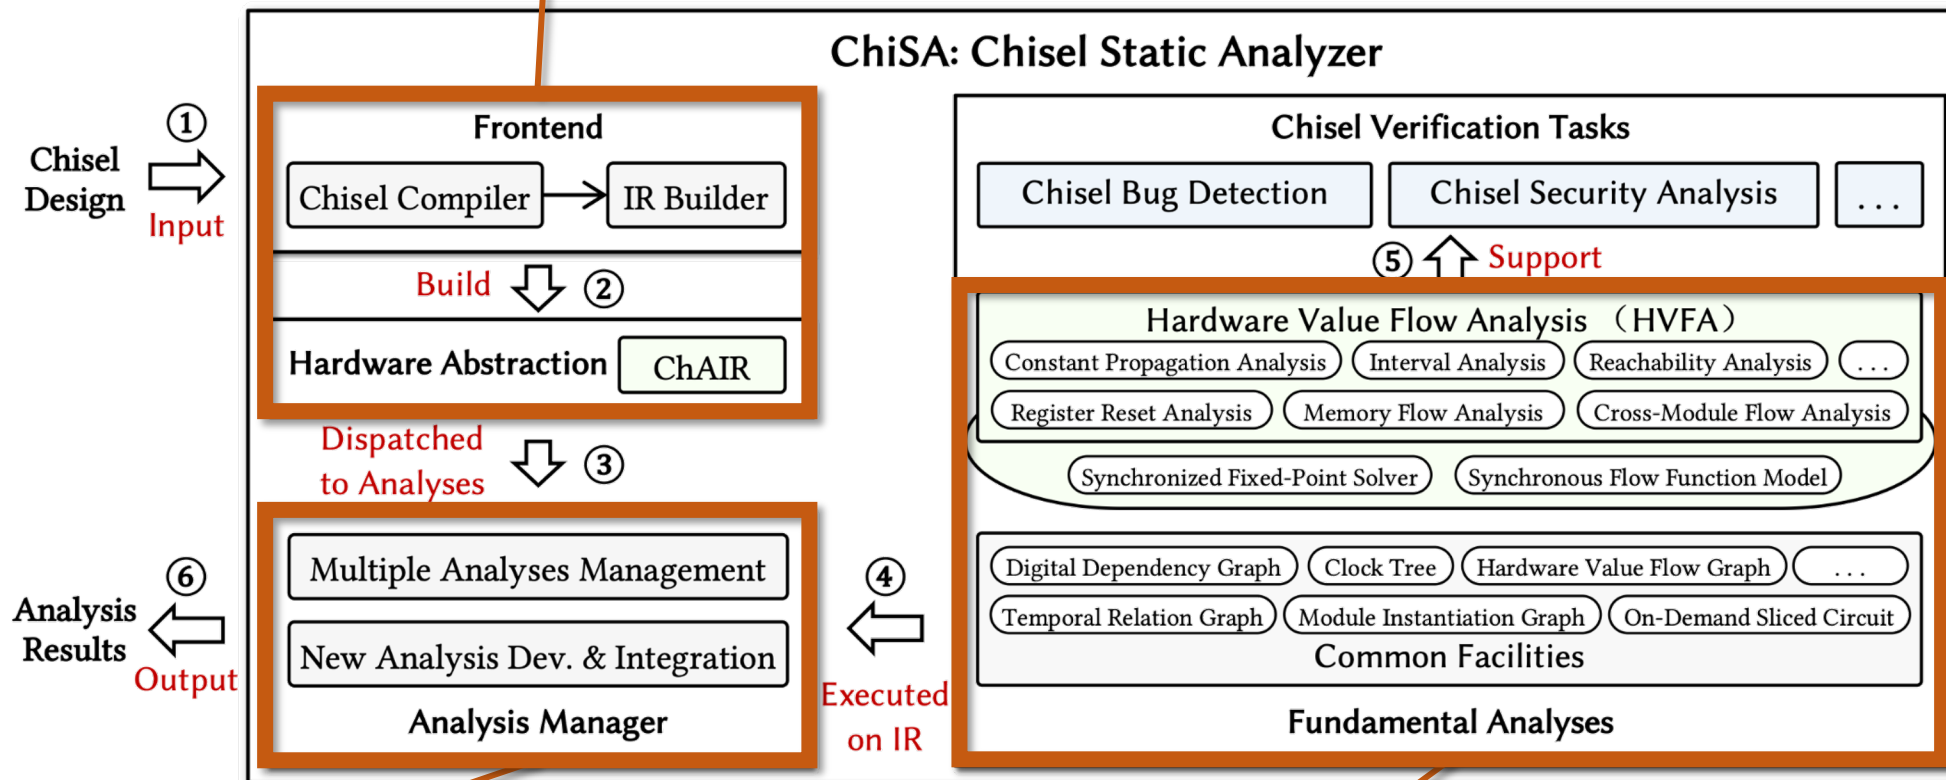 ChiSA: Chisel Static Analyzer
①
Chisel
Design
Input
Frontend
Chisel Compiler
IR Builder
Build
②
Hardware Abstraction
ChAIR
Dispatched
to Analyses
③
Multiple Analyses Management
New Analysis Dev. & Integration
Analysis Manager
⑥
Analysis
Results
Output
④
Executed
on IR
Chisel Verification Tasks
Chisel Bug Detection
Chisel Security Analysis
...
⑤
Support
Hardware Value Flow Analysis （HVFA）
Constant Propagation Analysis
Interval Analysis
Reachability Analysis
...
Register Reset Analysis
Memory Flow Analysis
Cross-Module Flow Analysis
Synchronized Fixed-Point Solver
Synchronous Flow Function Model
Digital Dependency Graph
Clock Tree
Hardware Value Flow Graph
...
Temporal Relation Graph
Module Instantiation Graph
On-Demand Sliced Circuit
Common Facilities
Fundamental Analyses